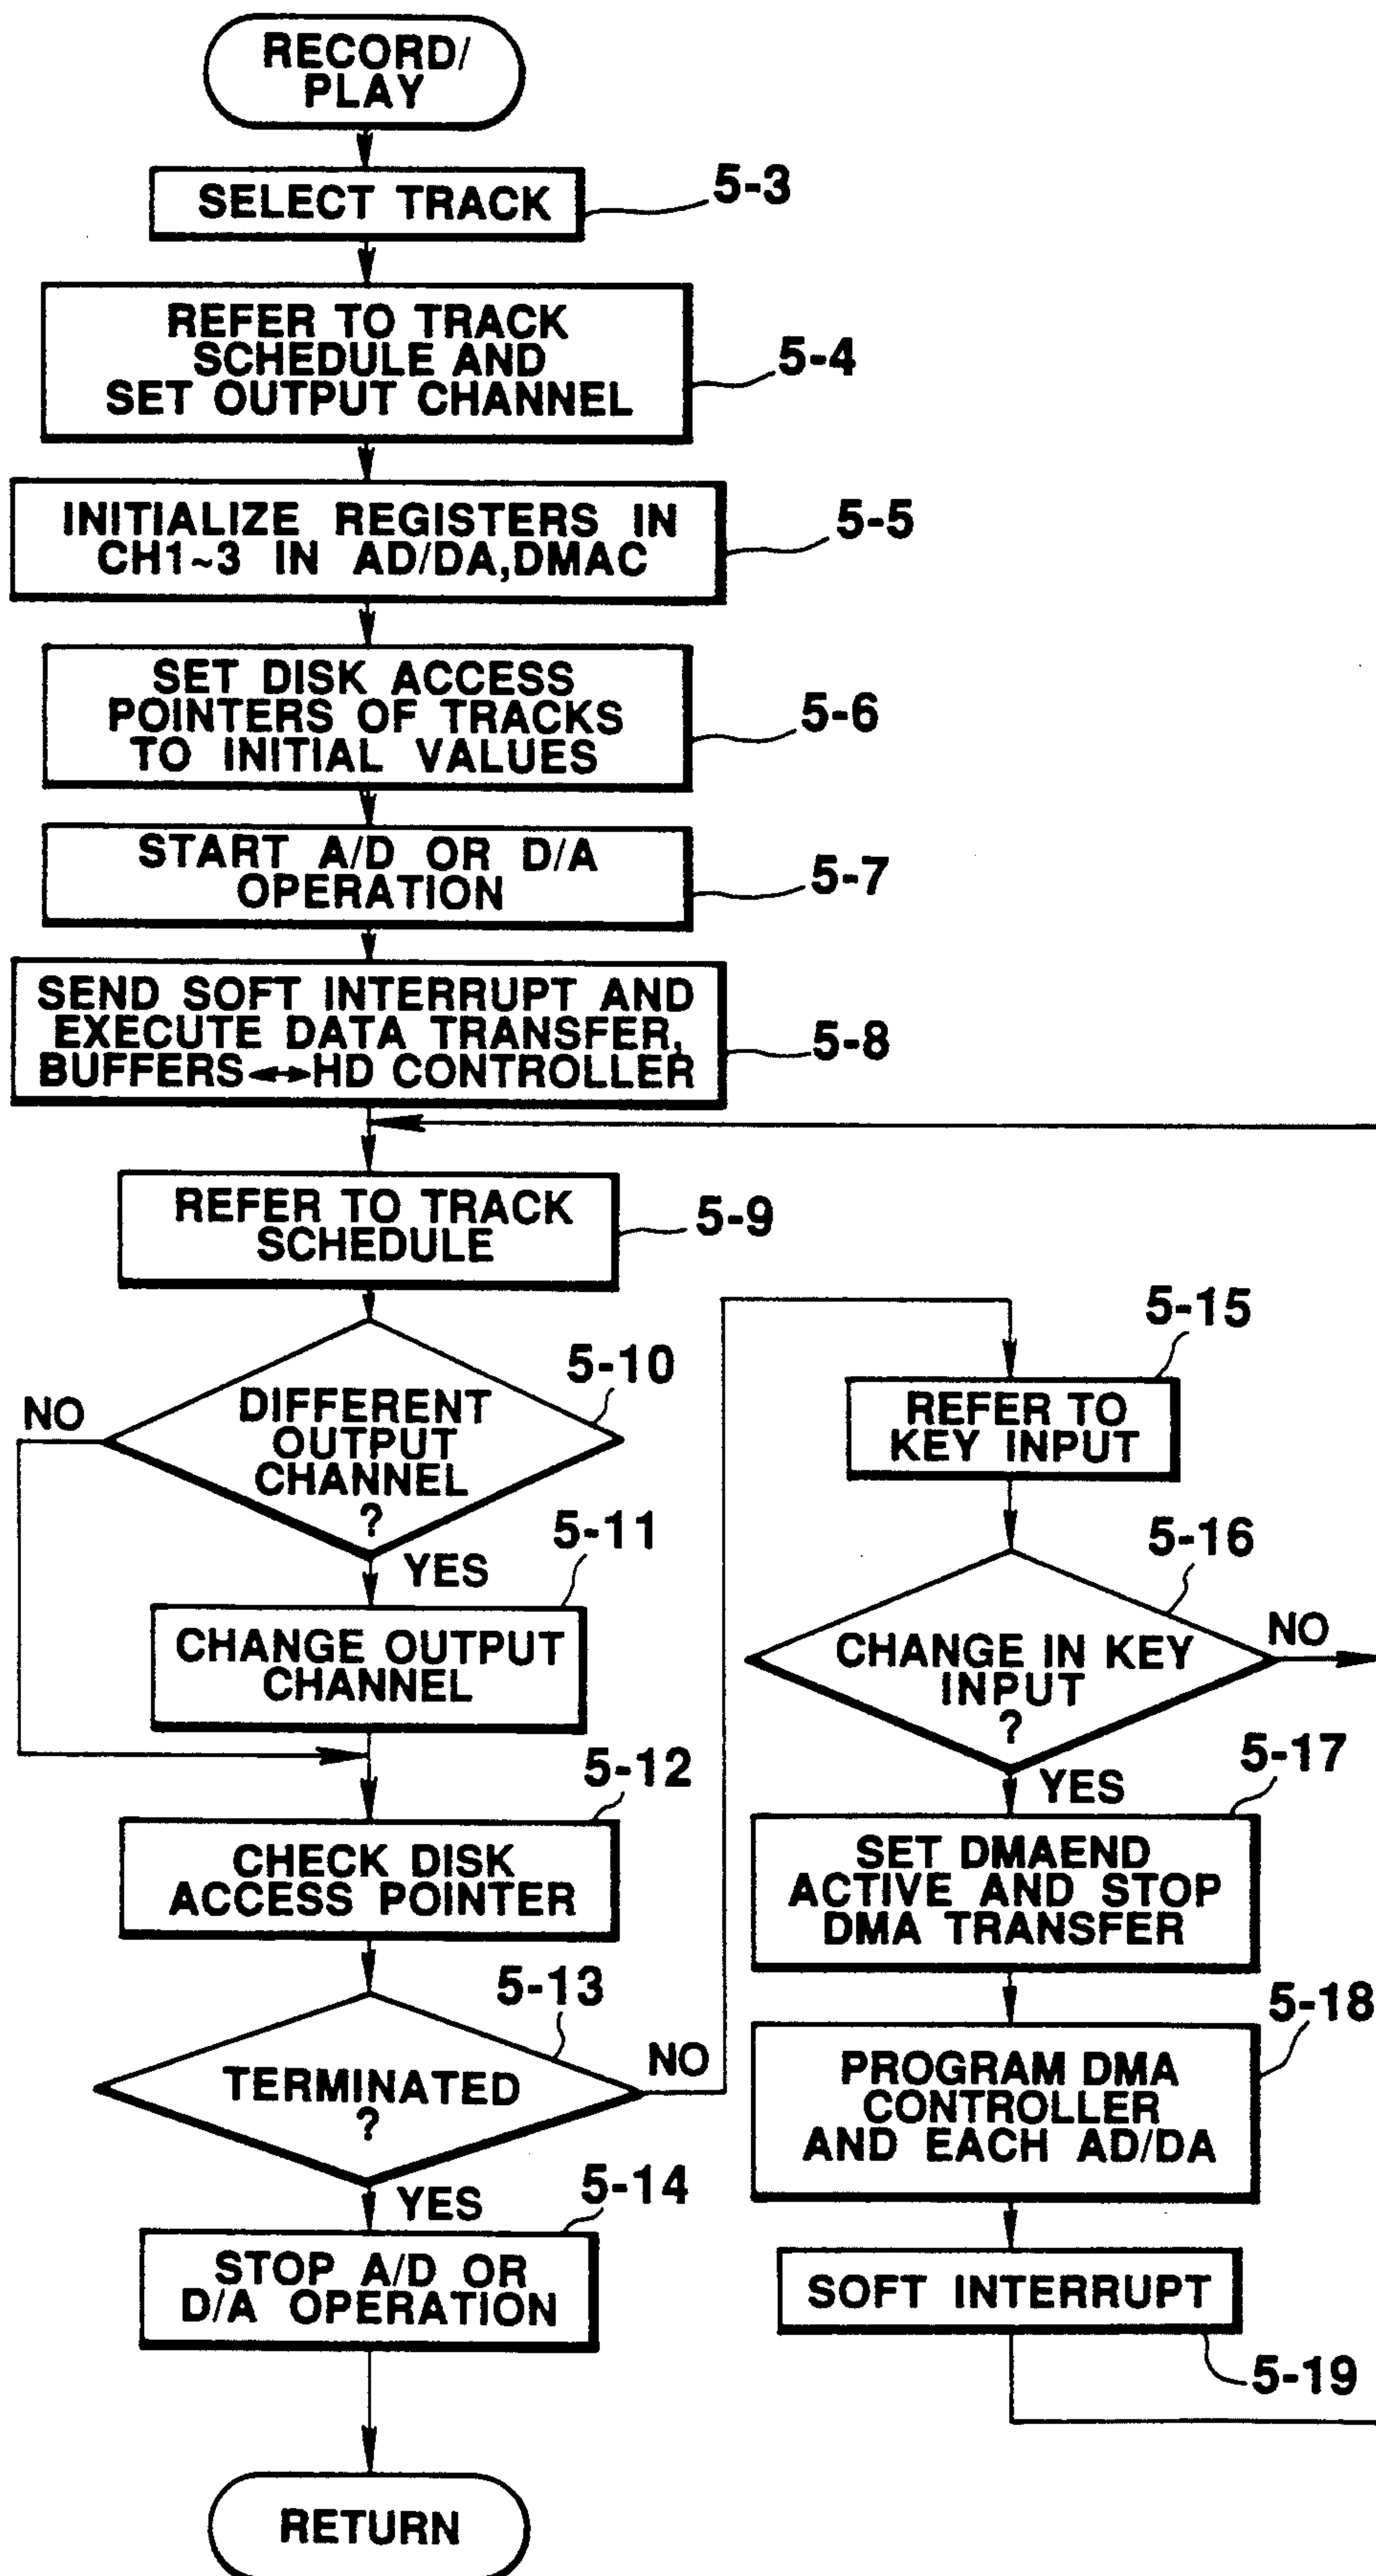 RECORD/
PLAY
SELECT TRACK
5-3
REFER TO TRACK
SCHEDULE AND
SET OUTPUT CHANNEL
5-4
INITIALIZE REGISTERS IN
CH1~3 IN AD/DA,DMAC
5-5
SET DISK ACCESS
POINTERS OF TRACKS
TO INITIAL VALUES
5-6
START A/D OR D/A
OPERATION
5-7
SEND SOFT INTERRUPT AND
EXECUTE DATA TRANSFER,
BUFFERS↔HD CONTROLLER
5-8
REFER TO TRACK
SCHEDULE
5-9
5-10
NO
DIFFERENT
OUTPUT
CHANNEL
?
YES
5-11
CHANGE OUTPUT
CHANNEL
5-12
CHECK DISK
ACCESS POINTER
5-13
TERMINATED
?
NO
YES
5-14
STOP A/D OR
D/A OPERATION
RETURN
5-15
REFER TO
KEY INPUT
5-16
CHANGE IN KEY
INPUT
?
NO
YES
5-17
SET DMAEND
ACTIVE AND STOP
DMA TRANSFER
5-18
PROGRAM DMA
CONTROLLER
AND EACH AD/DA
SOFT INTERRUPT
5-19